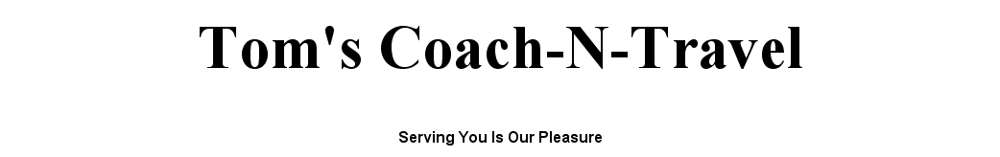 Tom's Coach-N-Travel
Serving You Is Our Pleasure